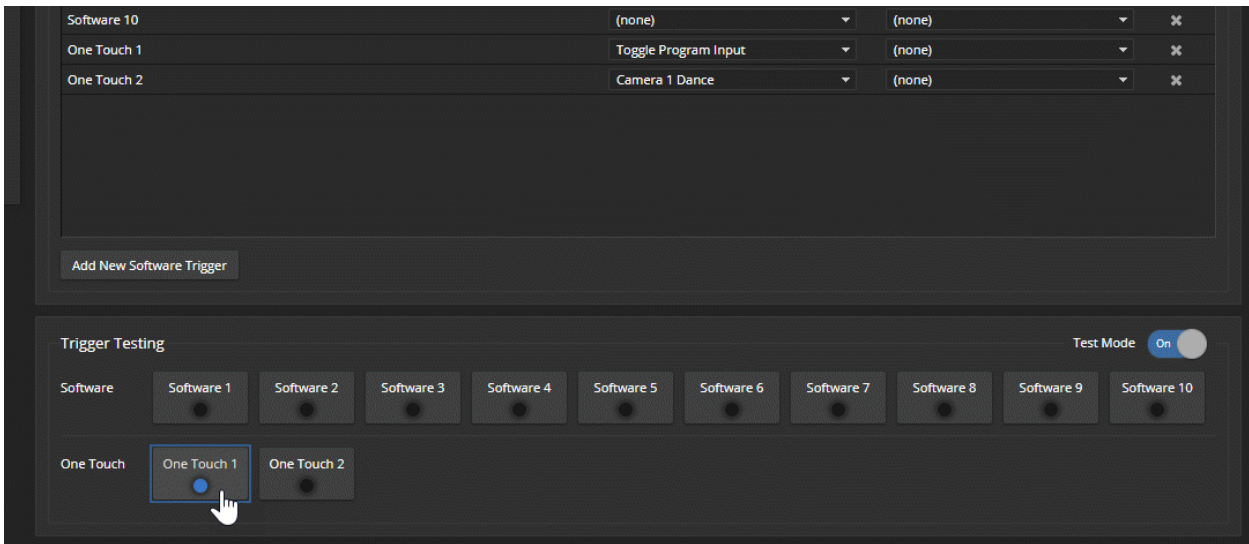 Software 10 (none) (none)
One Touch 1 Toggle Program Input (none)
One Touch 2 Camera 1 Dance (none)
Add New Software Trigger
Trigger Testing Test Mode On
Software Software 1 Software 2 Software 3 Software 4 Software 5 Software 6 Software 7 Software 8 Software 9 Software 10
One Touch One Touch 1 One Touch 2